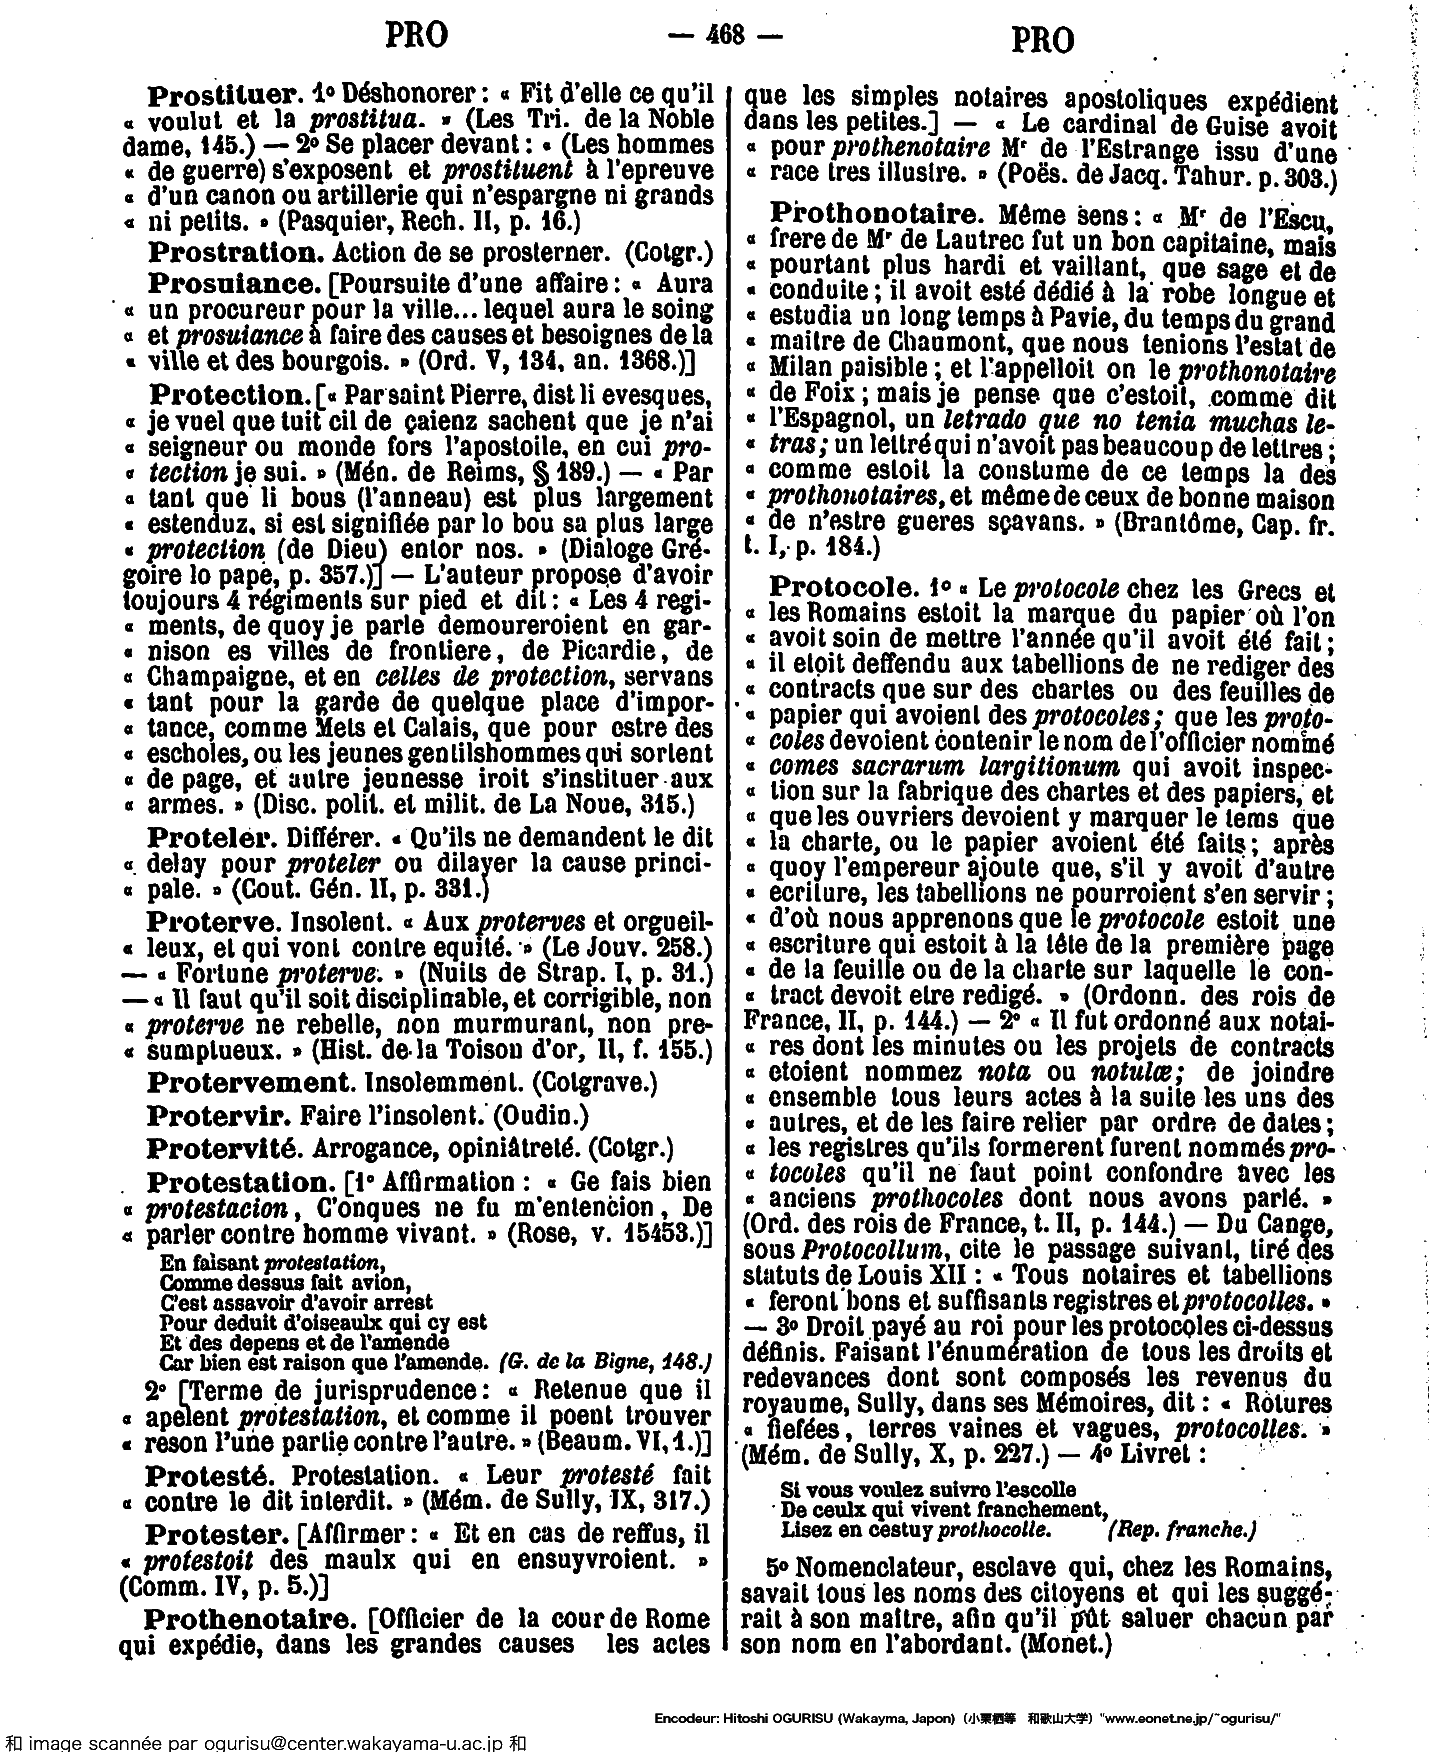 PRO
— 468 —
PRO
Prostituer. 1º Déshonorer : « Fit d'elle ce qu'il
« voulut et la prostitua. » (Les Tri. de la Noble
dame, 145.) — 2º Se placer devant : « (Les hommes
« de guerre) s'exposent et prostituent à l'epreuve
« d'un canon ou artillerie qui n'espargne ni grands
« ni petits. » (Pasquier, Rech. II, p. 16.)
Prostration. Action de se prosterner. (Cotgr.)
Prosuiance. [Poursuite d'une affaire : « Aura
« un procureur pour la ville... lequel aura le soing
« et prosuiance à faire des causes et besoignes de la
« ville et des bourgois. » (Ord. V, 134, an. 1368.)]
Protection. [« Par saint Pierre, dist li evesques,
« je vuel que tuit cil de çaienz sachent que je n'ai
« seigneur ou monde fors l'apostoile, en cui pro-
« tection je sui. » (Mén. de Reims, § 189.) — « Par
« tant que li bous (l'anneau) est plus largement
« estenduz, si est signifiée par lo bou sa plus large
« protection (de Dieu) entor nos. » (Dialoge Gré-
goire lo pape, p. 357.)] — L'auteur propose d'avoir
toujours 4 régiments sur pied et dit : « Les 4 regi-
« ments, de quoy je parle demoureroient en gar-
« nison es villes de frontiere, de Picardie, de
« Champaigne, et en celles de protection, servans
« tant pour la garde de quelque place d'impor-
« tance, comme Mets et Calais, que pour estre des
« escholes, ou les jeunes gentilshommes qui sortent
« de page, et autre jeunesse iroit s'instituer aux
« armes. » (Disc. polit. et milit. de La Noue, 315.)
Proteler. Différer. « Qu'ils ne demandent le dit
« delay pour proteler ou dilayer la cause princi-
« pale. » (Cout. Gén. II, p. 331.)
Proterve. Insolent. « Aux proterves et orgueil-
« leux, et qui vont contre equité. » (Le Jouv. 258.)
— « Fortune proterve. » (Nuits de Strap. I, p. 31.)
— « Il faut qu'il soit disciplinable, et corrigible, non
« proterve ne rebelle, non murmurant, non pre-
« sumptueux. » (Hist. de la Toison d'or, II, f. 155.)
Protervement. Insolemment. (Cotgrave.)
Protervir. Faire l'insolent. (Oudin.)
Protervité. Arrogance, opiniâtreté. (Cotgr.)
Protestation. [1º Affirmation : « Ge fais bien
« protestacion, C'onques ne fu m'entencion, De
« parler contre homme vivant. » (Rose, v. 15453.)]
En faisant protestation,
Comme dessus fait avion,
C'est assavoir d'avoir arrest
Pour deduit d'oiseaulx qui cy est
Et des depens et de l'amende
Car bien est raison que l'amende. (G. de la Bigne, 148.)
2º [Terme de jurisprudence : « Retenue que il
« apelent protestation, et comme il poent trouver
« reson l'une partie contre l'autre. » (Beaum. VI, 1.)]
Protesté. Protestation. « Leur protesté fait
« contre le dit interdit. » (Mém. de Sully, IX, 317.)
Protester. [Affirmer : « Et en cas de reffus, il
« protestoit des maulx qui en ensuyvroient. »
(Comm. IV, p. 5.)]
Prothenotaire. [Officier de la cour de Rome
qui expédie, dans les grandes causes les actes
que les simples notaires apostoliques expédient
dans les petites.] — « Le cardinal de Guise avoit
« pour prothenotaire Mr de l'Estrange issu d'une
« race tres illustre. » (Poës. de Jacq. Tahur. p. 303.)
Prothonotaire. Même sens : « Mr de l'Escu,
« frere de Mr de Lautrec fut un bon capitaine, mais
« pourtant plus hardi et vaillant, que sage et de
« conduite ; il avoit esté dédié à la robe longue et
« estudia un long temps à Pavie, du temps du grand
« maitre de Chaumont, que nous tenions l'estat de
« Milan paisible ; et l'appelloit on le prothonotaire
« de Foix ; mais je pense que c'estoit, comme dit
« l'Espagnol, un letrado que no tenia muchas le-
« tras ; un lettré qui n'avoit pas beaucoup de lettres ;
« comme estoit la coustume de ce temps la des
« prothonotaires, et même de ceux de bonne maison
« de n'estre gueres sçavans. » (Brantôme, Cap. fr.
t. I, p. 184.)
Protocole. 1º « Le protocole chez les Grecs et
« les Romains estoit la marque du papier où l'on
« avoit soin de mettre l'année qu'il avoit été fait ;
« il etoit deffendu aux tabellions de ne rediger des
« contracts que sur des chartes ou des feuilles de
« papier qui avoient des protocoles ; que les proto-
« coles devoient contenir le nom de l'officier nommé
« comes sacrarum largitionum qui avoit inspec-
« tion sur la fabrique des chartes et des papiers, et
« que les ouvriers devoient y marquer le tems que
« la charte, ou le papier avoient été faits ; après
« quoy l'empereur ajoute que, s'il y avoit d'autre
« ecriture, les tabellions ne pourroient s'en servir ;
« d'où nous apprenons que le protocole estoit une
« escriture qui estoit à la tête de la première page
« de la feuille ou de la charte sur laquelle le con-
« tract devoit etre redigé. » (Ordonn. des rois de
France, II, p. 144.) — 2º « Il fut ordonné aux notai-
« res dont les minutes ou les projets de contracts
« etoient nommez nota ou notulæ ; de joindre
« ensemble tous leurs actes à la suite les uns des
« autres, et de les faire relier par ordre de dates ;
« les registres qu'ils formerent furent nommés pro-
« tocoles qu'il ne faut point confondre avec les
« anciens prothocoles dont nous avons parlé. »
(Ord. des rois de France, t. II, p. 144.) — Du Cange,
sous Protocollum, cite le passage suivant, tiré des
statuts de Louis XII : « Tous notaires et tabellions
« feront bons et suffisants registres et protocolles. »
— 3º Droit payé au roi pour les protocoles ci-dessus
définis. Faisant l'énumération de tous les droits et
redevances dont sont composés les revenus du
royaume, Sully, dans ses Mémoires, dit : « Rotures
« fiefées, terres vaines et vagues, protocolles. »
(Mém. de Sully, X, p. 227.) — 4º Livret :
Si vous voulez suivre l'escolle
De ceulx qui vivent franchement,
Lisez en cestuy prothocolle. (Rep. franche.)
5º Nomenclateur, esclave qui, chez les Romains,
savait tous les noms des citoyens et qui les suggé-
rait à son maître, afin qu'il pût saluer chacun par
son nom en l'abordant. (Monet.)
Encodeur: Hitoshi OGURISU (Wakayma, Japon) (小栗栖等 和歌山大学) "www.eonet.ne.jp/~ogurisu/"
和 image scannée par ogurisu@center.wakayama-u.ac.jp 和